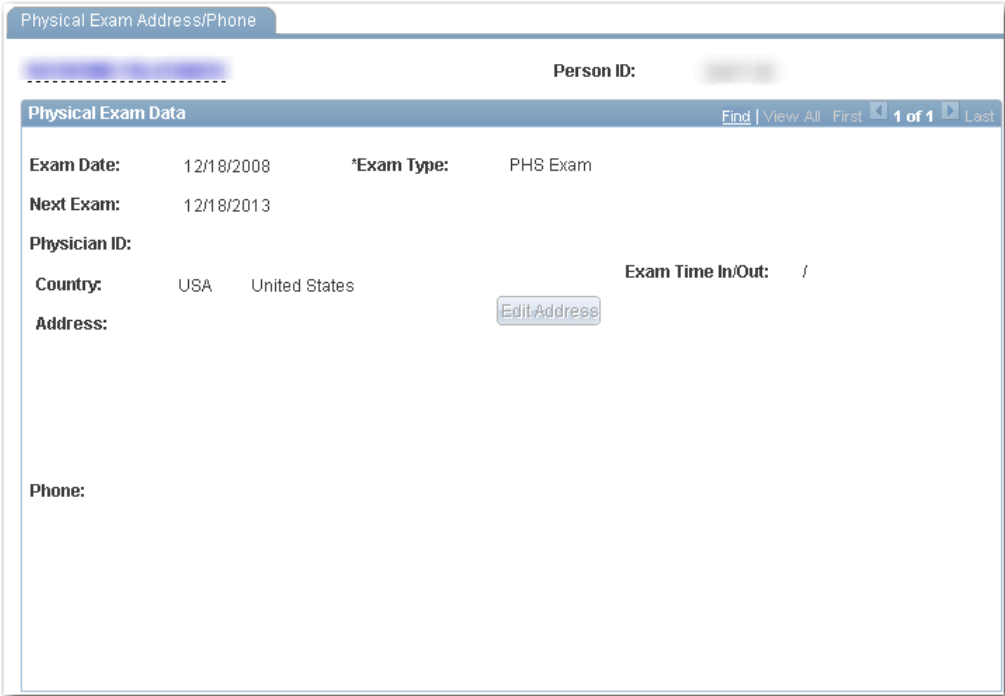 Physical Exam Address/Phone
Person ID:
Physical Exam Data Find | View All First 1 of 1 Last
Exam Date: 12/18/2008 *Exam Type: PHS Exam
Next Exam: 12/18/2013
Physician ID:
Exam Time In/Out: /
Country: USA United States
Edit Address
Address:
Phone: